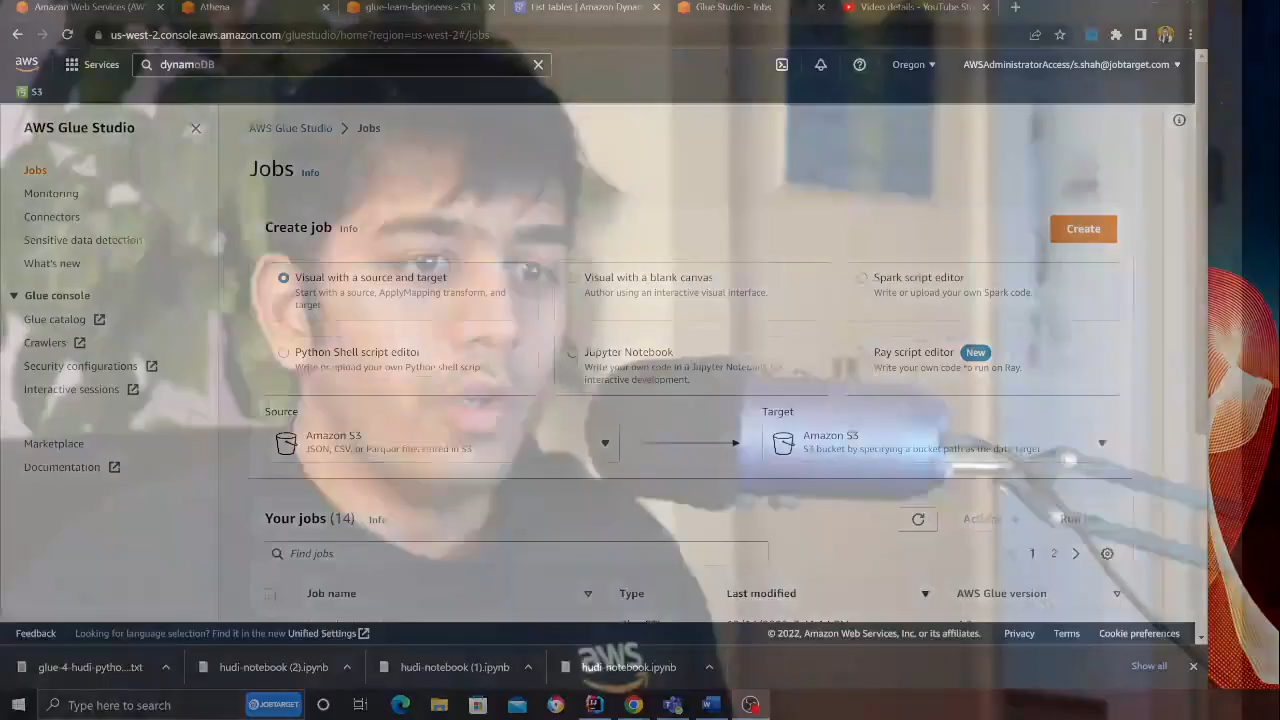 Amazon Web Services (AW
Athena
glue-learn-begineers - S3 b
List tables | Amazon Dynam
Glue Studio - Jobs
Video details - YouTube Stu
us-west-2.console.aws.amazon.com/gluestudio/home?region=us-west-2#/jobs
aws
Services
dynamoDB
Oregon
AWSAdministratorAccess/s.shah@jobtarget.com
S3
AWS Glue Studio
AWS Glue Studio > Jobs
Jobs
Monitoring
Connectors
Sensitive data detection
What's new
Glue console
Glue catalog
Crawlers
Security configurations
Interactive sessions
Marketplace
Documentation
Jobs Info
Create job Info
Create
Visual with a source and target
Start with a source, ApplyMapping transform, and
target.
Visual with a blank canvas
Author using an interactive visual interface.
Spark script editor
Write or upload your own Spark code.
Python Shell script editor
Write or upload your own Python shell script.
Jupyter Notebook
Write your own code in a Jupyter Notebook for
interactive development.
Ray script editor New
Write your own code to run on Ray.
Source
Amazon S3
JSON, CSV, or Parquet files stored in S3
Target
Amazon S3
S3 bucket by specifying a bucket path as the data target.
Your jobs (14) Info
Actions
Run job
Find jobs
1 2
Job name
Type
Last modified
AWS Glue version
Feedback
Looking for language selection? Find it in the new Unified Settings
© 2022, Amazon Web Services, Inc. or its affiliates.
Privacy
Terms
Cookie preferences
glue-4-hudi-pytho....txt
hudi-notebook (2).ipynb
hudi-notebook (1).ipynb
hudi-notebook.ipynb
Show all
aws
Type here to search
JOBTARGET